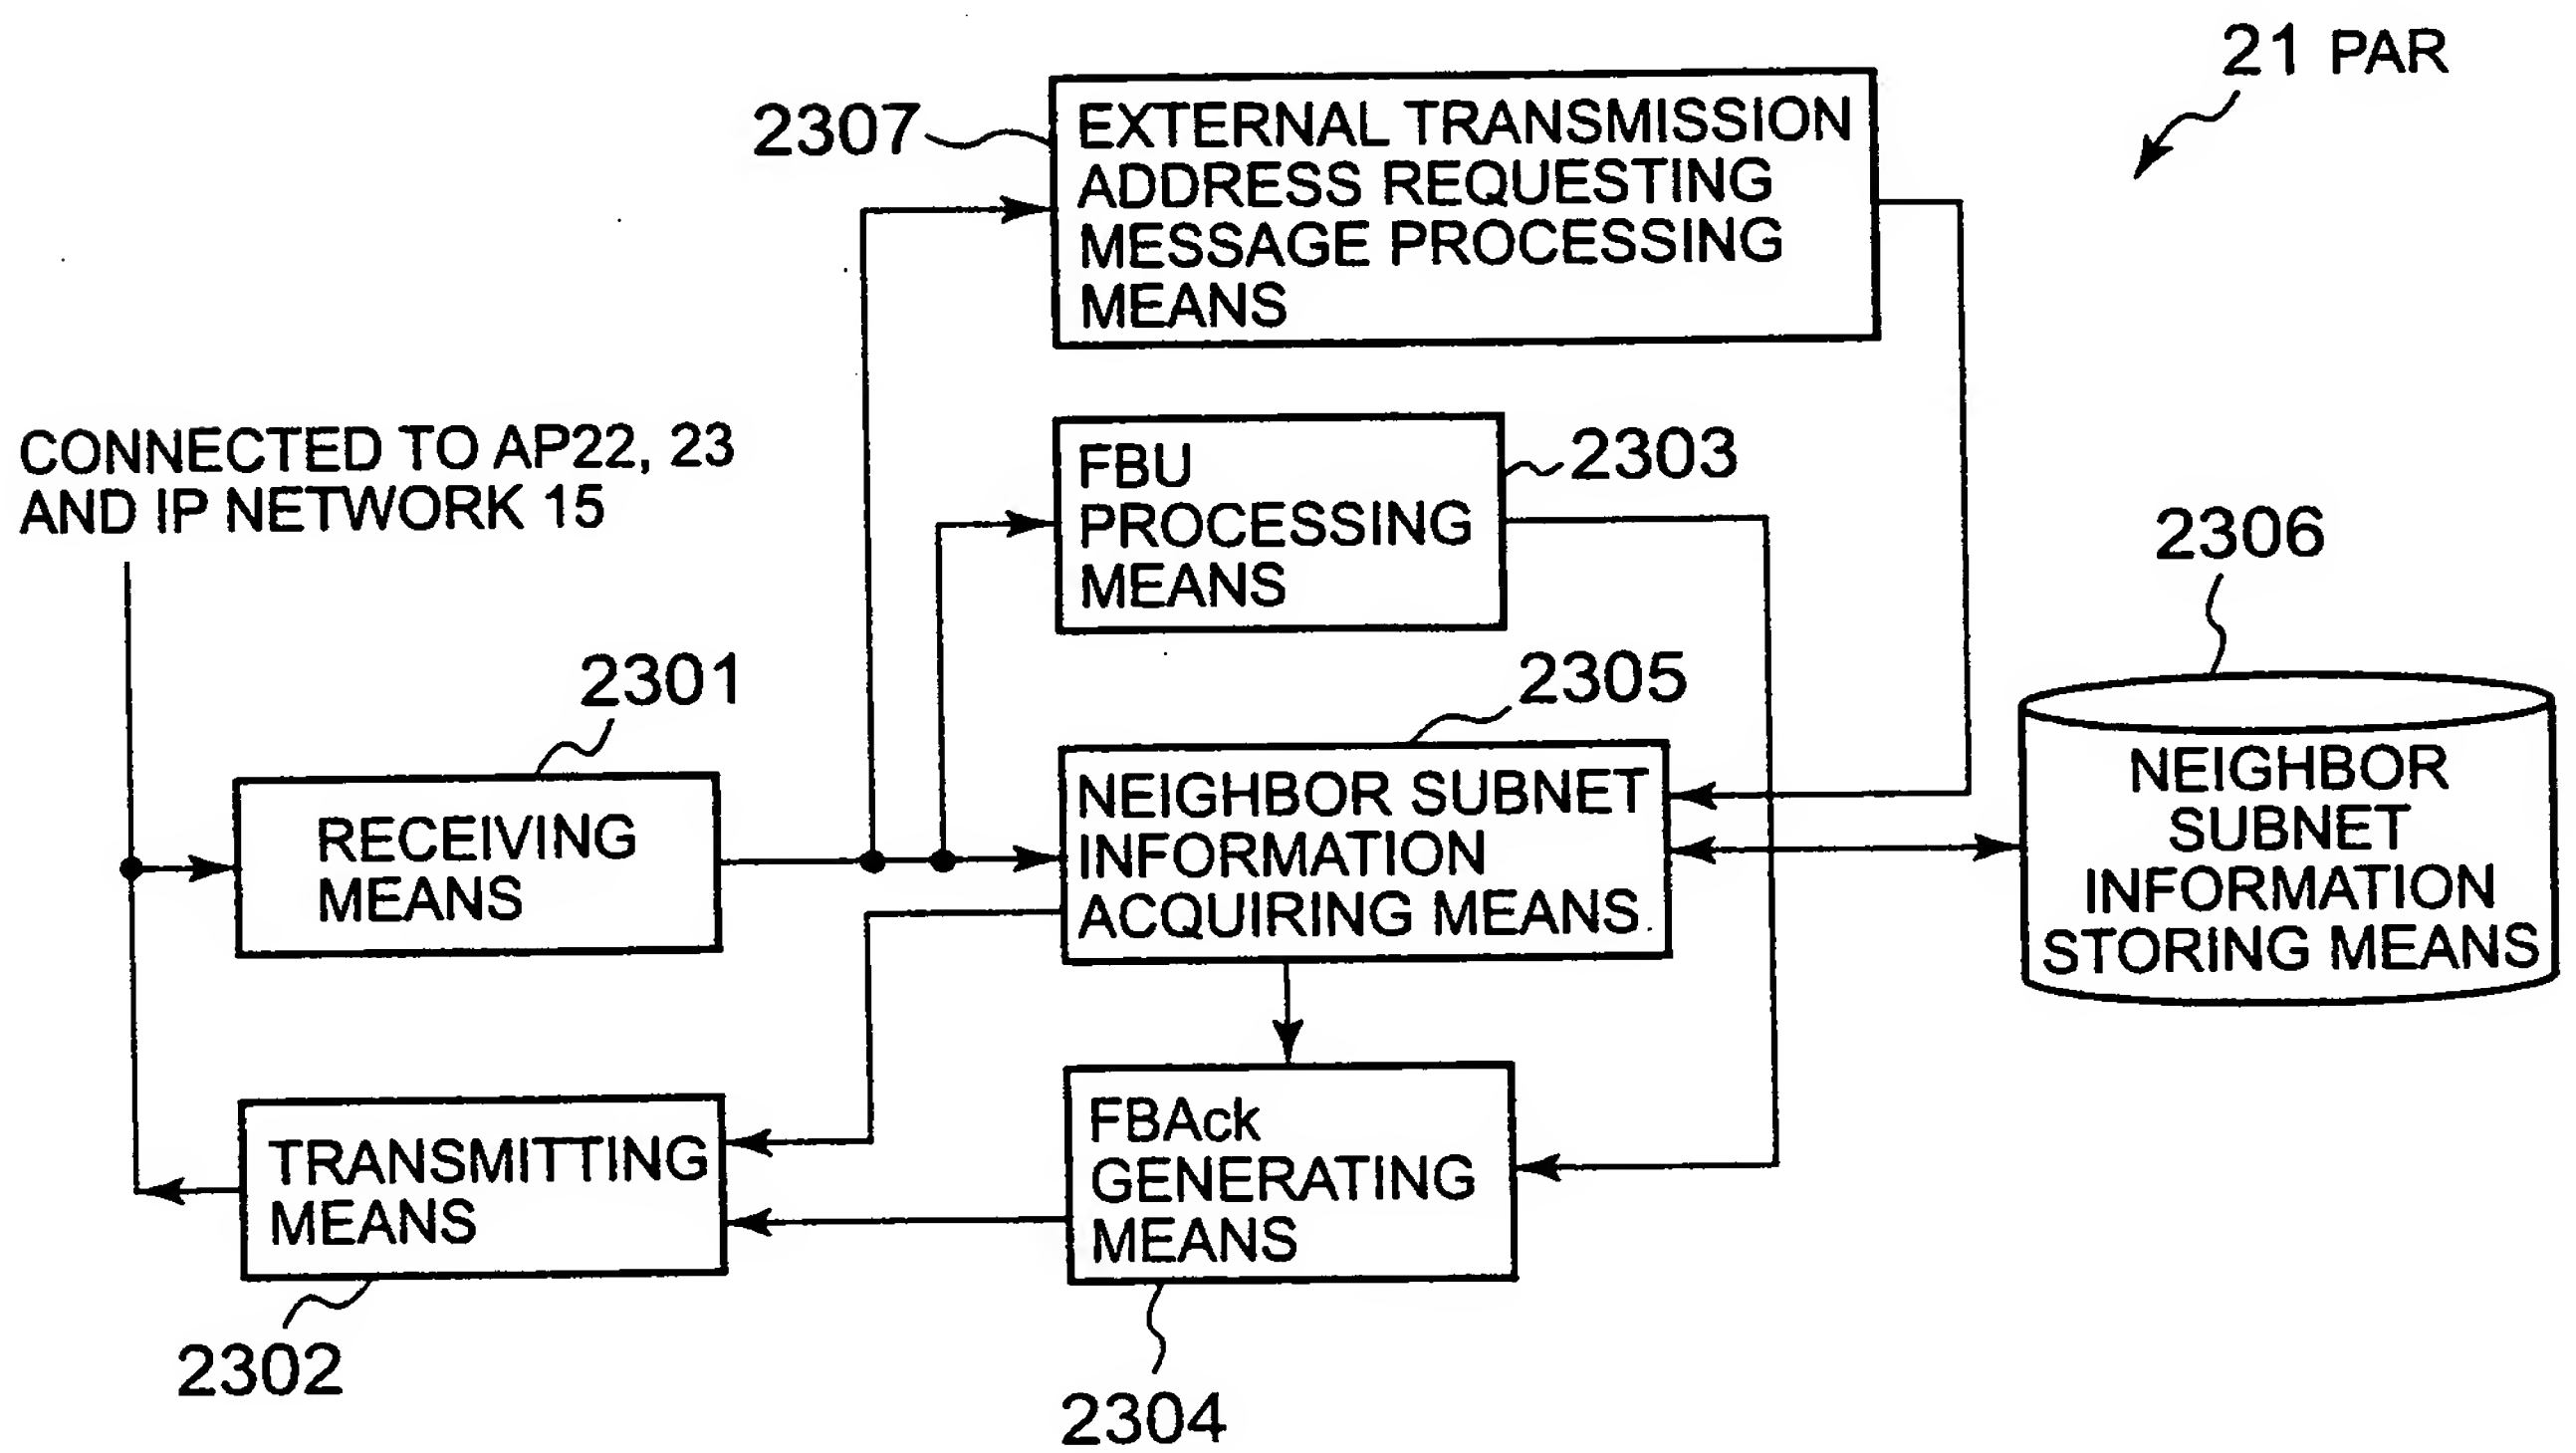 21 PAR
2307
EXTERNAL TRANSMISSION
ADDRESS REQUESTING
MESSAGE PROCESSING
MEANS
CONNECTED TO AP22, 23
AND IP NETWORK 15
FBU
PROCESSING
MEANS
2303
2306
2301
2305
RECEIVING
MEANS
NEIGHBOR SUBNET
INFORMATION
ACQUIRING MEANS
NEIGHBOR
SUBNET
INFORMATION
STORING MEANS
TRANSMITTING
MEANS
FBAck
GENERATING
MEANS
2302
2304